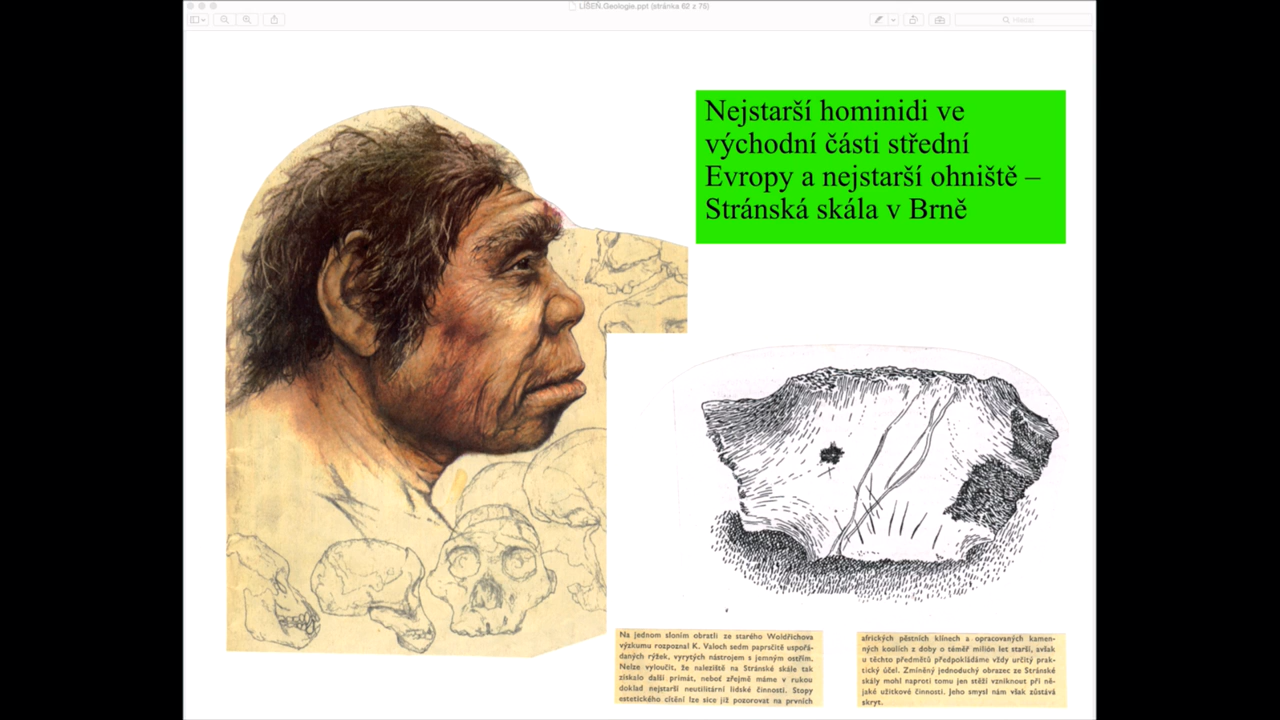 LÍŠEŇ.Geologie.ppt (stránka 62 z 75)
Hledat
Nejstarší hominidi ve
východní části střední
Evropy a nejstarší ohniště –
Stránská skála v Brně
Na jednom sloním obratli ze starého Woldřichova
výzkumu rozpoznal K. Valoch sedm paprsčitě uspořá-
daných rýžek, vyrytých nástrojem s jemným ostřím.
Nelze vyloučit, že naleziště na Stránské skále tak
získalo další primát, neboť zřejmě máme v rukou
doklad nejstarší neutilitární lidské činnosti. Stopy
estetického cítění lze sice již pozorovat na prvních
afrických pěstních klínech a opracovaných kamen-
ných koulích z doby o téměř milión let starší, avšak
u těchto předmětů předpokládáme vždy určitý prak-
tický účel. Zmíněný jednoduchý obrazec ze Stránské
skály mohl naproti tomu jen stěží vzniknout při ně-
jaké užitkové činnosti. Jeho smysl nám však zůstává
skryt.